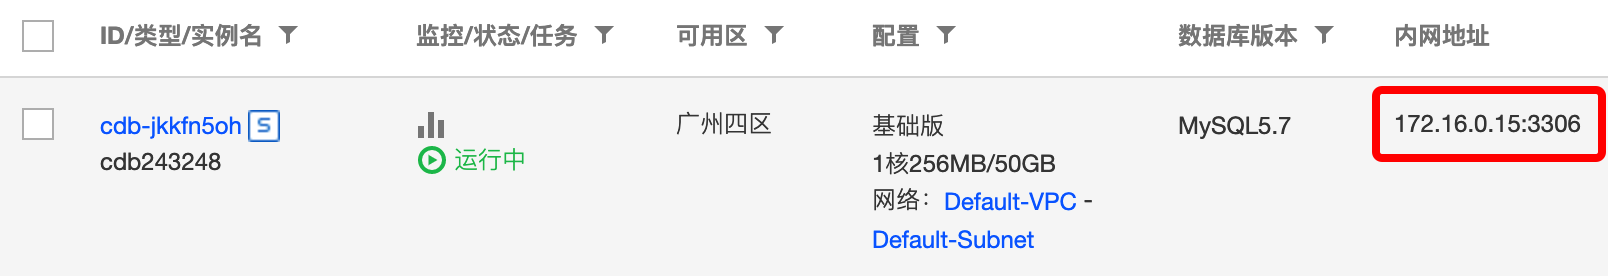 ID/类型/实例名 监控/状态/任务 可用区 配置 数据库版本 内网地址
cdb-jkkfn5oh S 广州四区 基础版 MySQL5.7 172.16.0.15:3306
cdb243248 运行中 1核256MB/50GB
网络：Default-VPC -
Default-Subnet